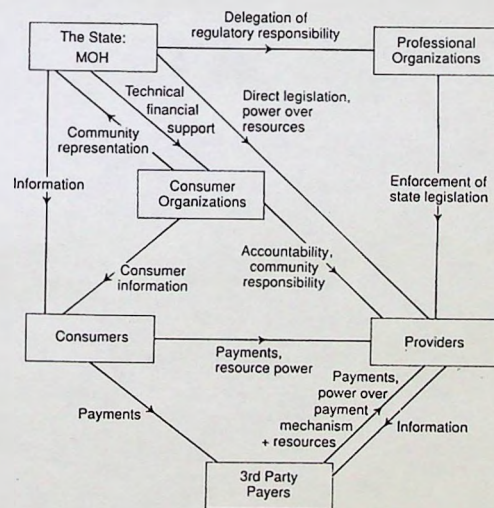 Delegation of
regulatory responsibility
The State:
MOH
Professional
Organizations
Technical
financial
support
Direct legislation,
power over
resources
Community
representation
Information
Consumer
Organizations
Enforcement of
state legislation
Accountability,
community
responsibility
Consumer
information
Consumers
Providers
Payments,
resource power
Payments,
power over
payment
mechanism
+ resources
Payments
Information
3rd Party
Payers